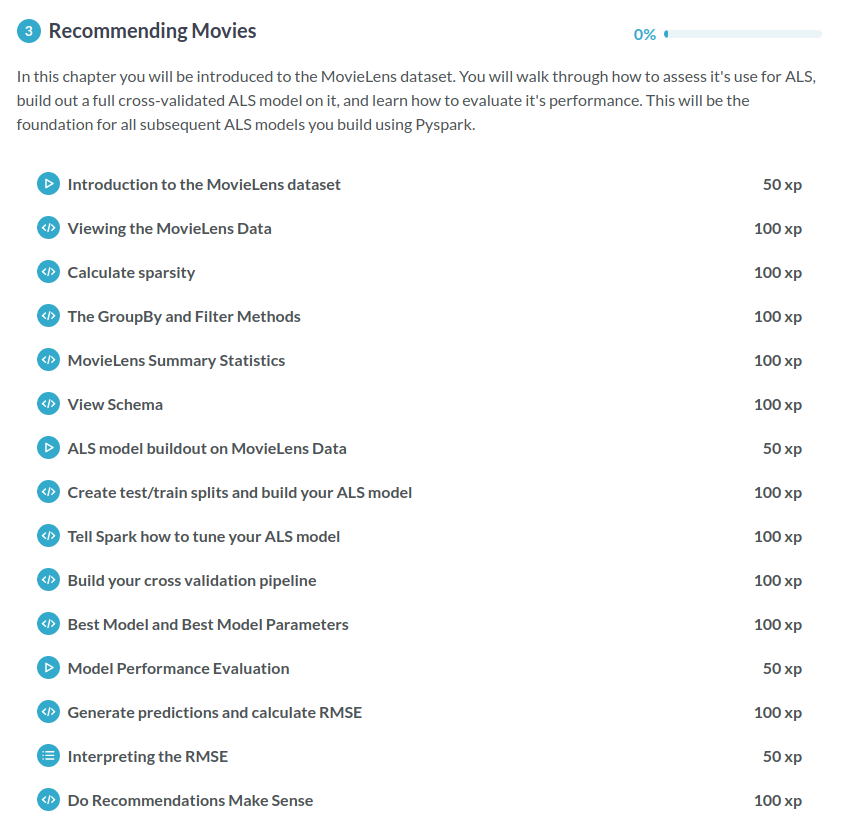 3 Recommending Movies 0%
In this chapter you will be introduced to the MovieLens dataset. You will walk through how to assess it's use for ALS,
build out a full cross-validated ALS model on it, and learn how to evaluate it's performance. This will be the
foundation for all subsequent ALS models you build using Pyspark.
Introduction to the MovieLens dataset 50 xp
Viewing the MovieLens Data 100 xp
Calculate sparsity 100 xp
The GroupBy and Filter Methods 100 xp
MovieLens Summary Statistics 100 xp
View Schema 100 xp
ALS model buildout on MovieLens Data 50 xp
Create test/train splits and build your ALS model 100 xp
Tell Spark how to tune your ALS model 100 xp
Build your cross validation pipeline 100 xp
Best Model and Best Model Parameters 100 xp
Model Performance Evaluation 50 xp
Generate predictions and calculate RMSE 100 xp
Interpreting the RMSE 50 xp
Do Recommendations Make Sense 100 xp